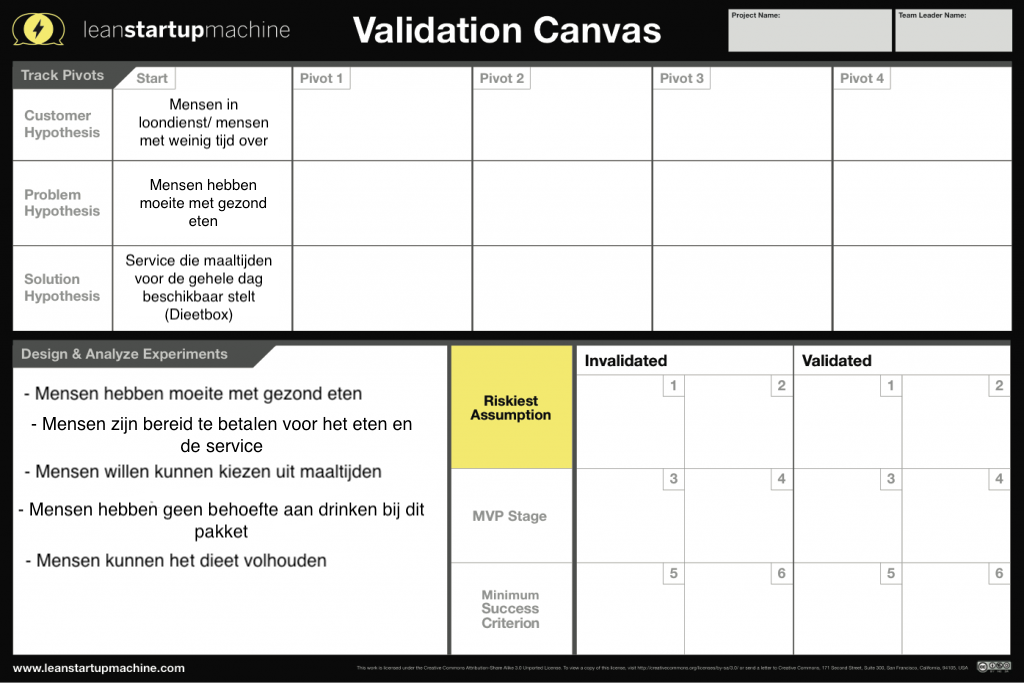 leanstartupmachine
Validation Canvas
Project Name:
Team Leader Name:
Track Pivots
Start
Pivot 1
Pivot 2
Pivot 3
Pivot 4
Customer
Hypothesis
Mensen in
loondienst/ mensen
met weinig tijd over
Problem
Hypothesis
Mensen hebben
moeite met gezond
eten
Solution
Hypothesis
Service die maaltijden
voor de gehele dag
beschikbaar stelt
(Dieetbox)
Design & Analyze Experiments
- Mensen hebben moeite met gezond eten
- Mensen zijn bereid te betalen voor het eten en
de service
- Mensen willen kunnen kiezen uit maaltijden
- Mensen hebben geen behoefte aan drinken bij dit
pakket
- Mensen kunnen het dieet volhouden
Riskiest
Assumption
MVP Stage
Minimum
Success
Criterion
Invalidated
1
2
3
4
5
6
Validated
1
2
3
4
5
6
www.leanstartupmachine.com
This work is licensed under the Creative Commons Attribution-Share Alike 3.0 Unported License. To view a copy of this license, visit http://creativecommons.org/licenses/by-sa/3.0/ or send a letter to Creative Commons, 171 Second Street, Suite 300, San Francisco, California, 94105, USA